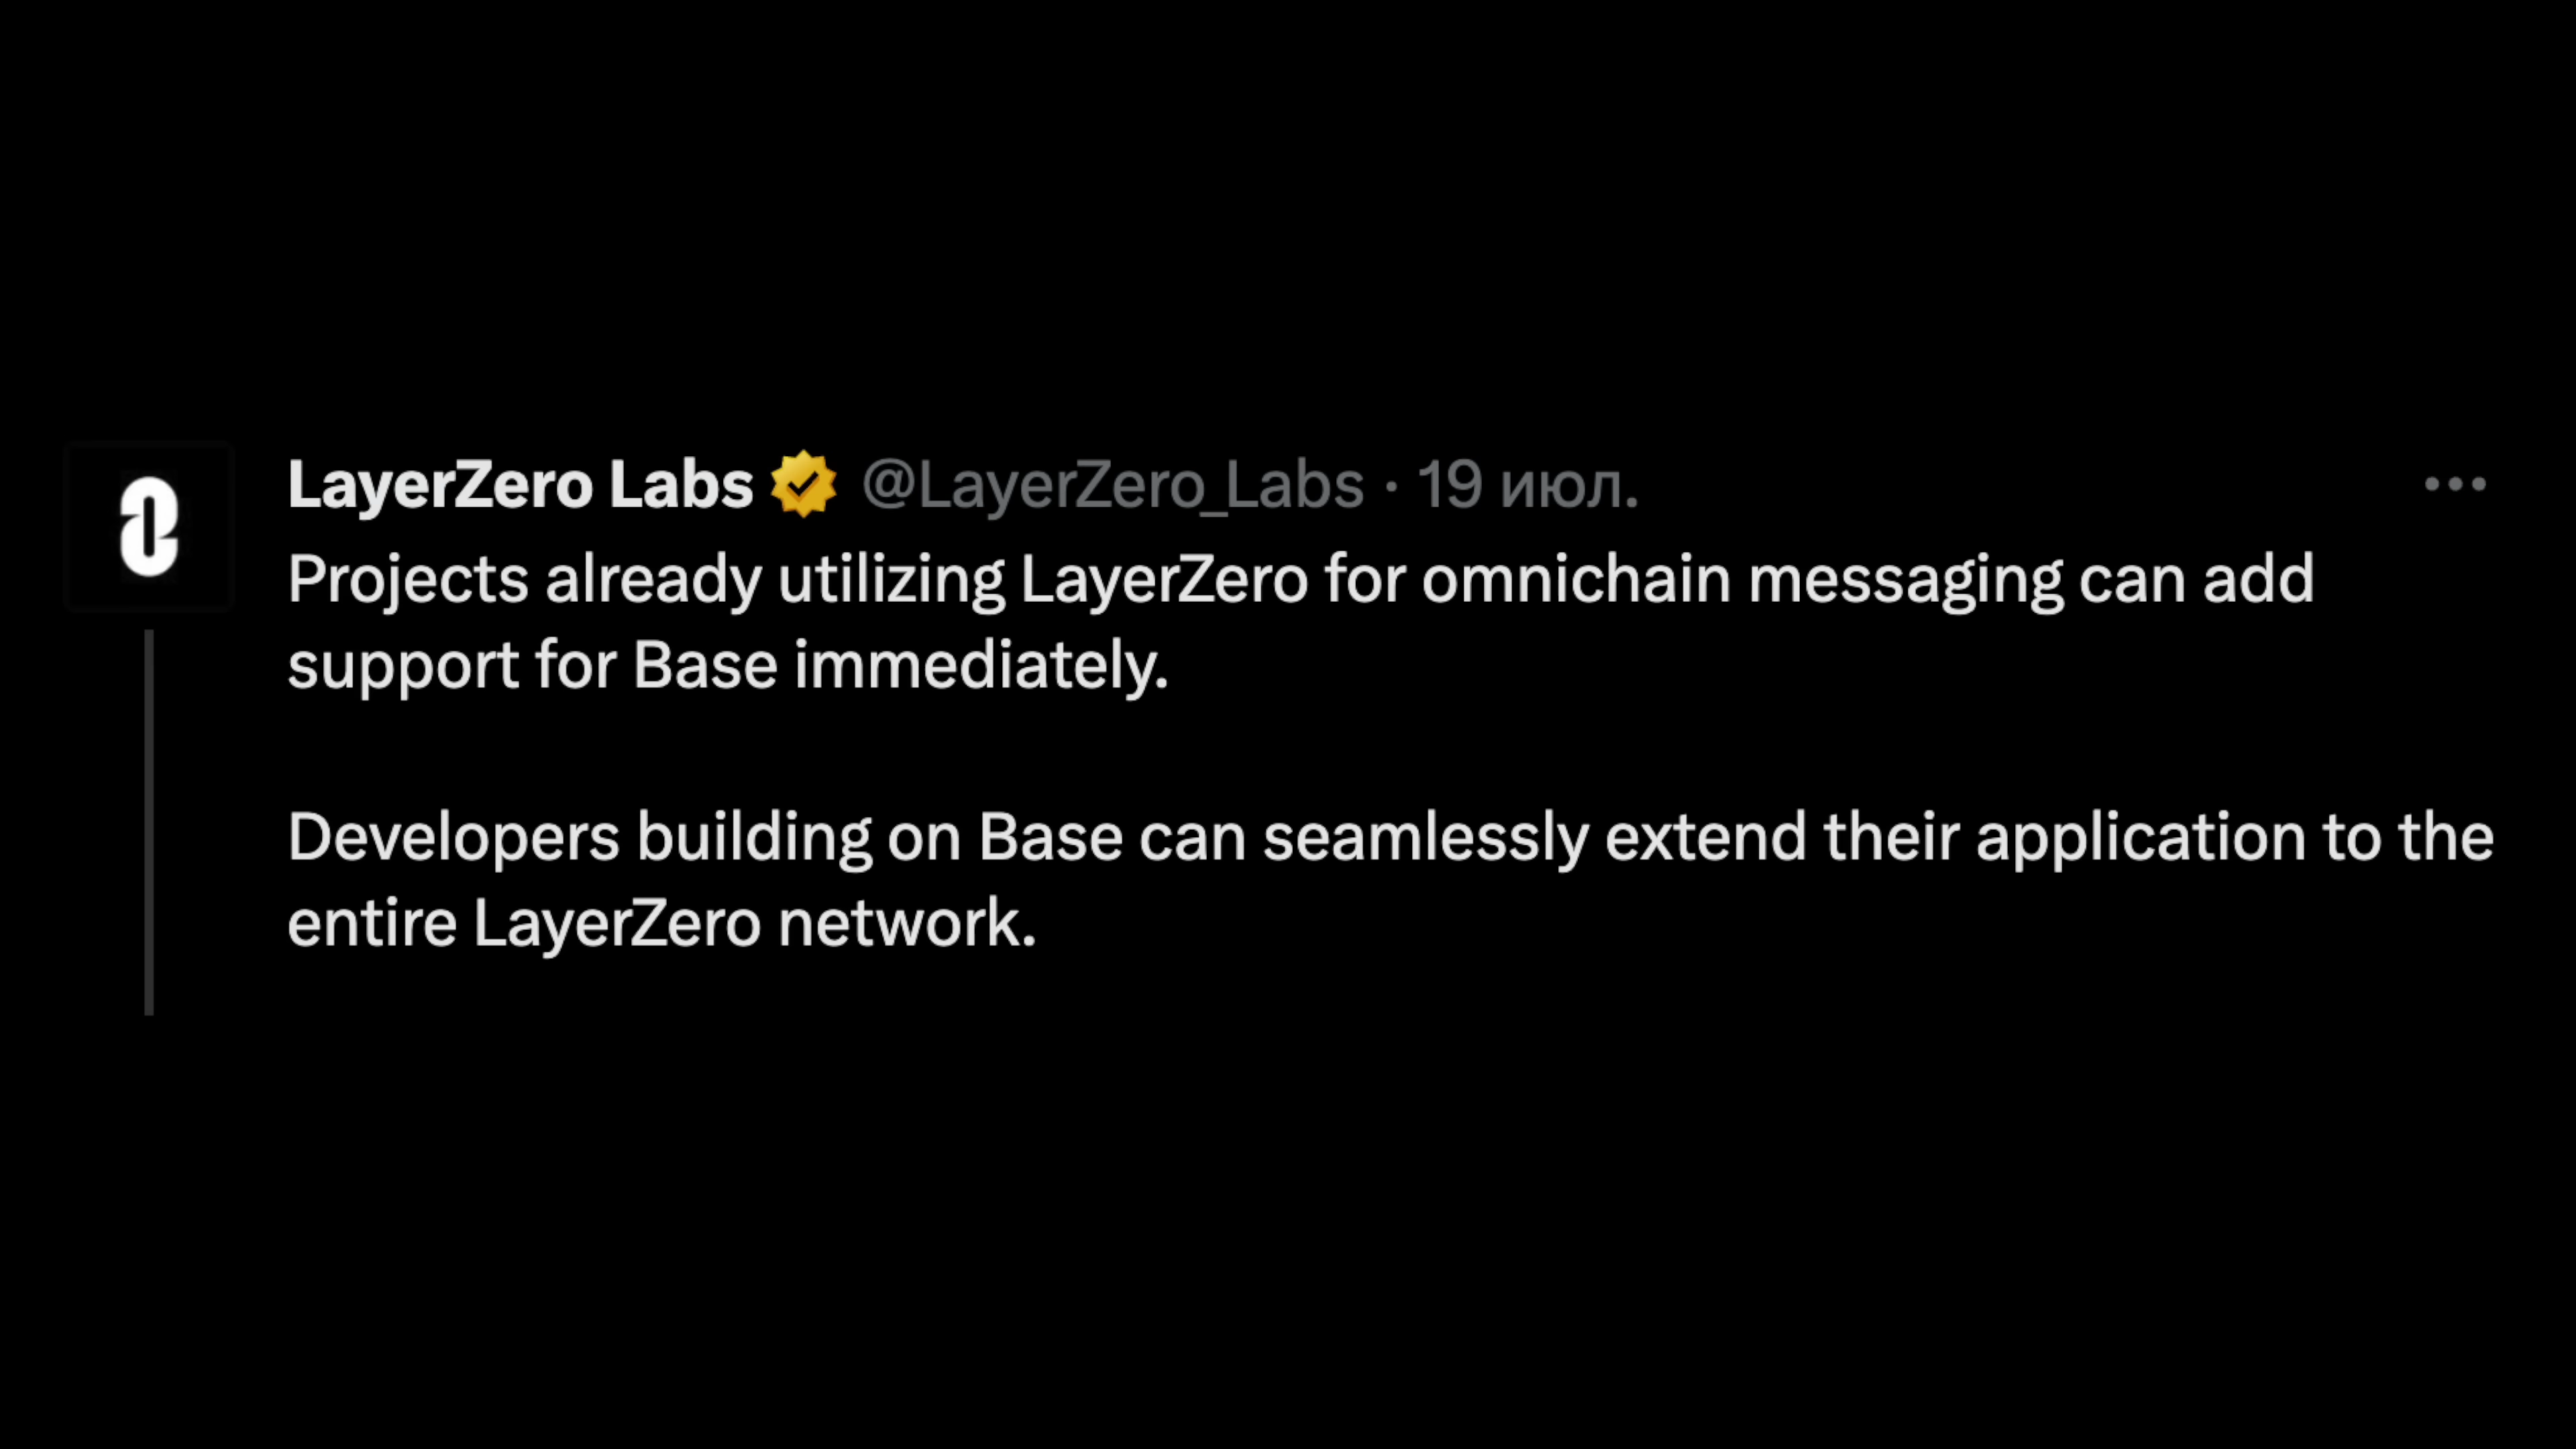 LayerZero Labs @LayerZero_Labs · 19 июл.
Projects already utilizing LayerZero for omnichain messaging can add
support for Base immediately.
Developers building on Base can seamlessly extend their application to the
entire LayerZero network.